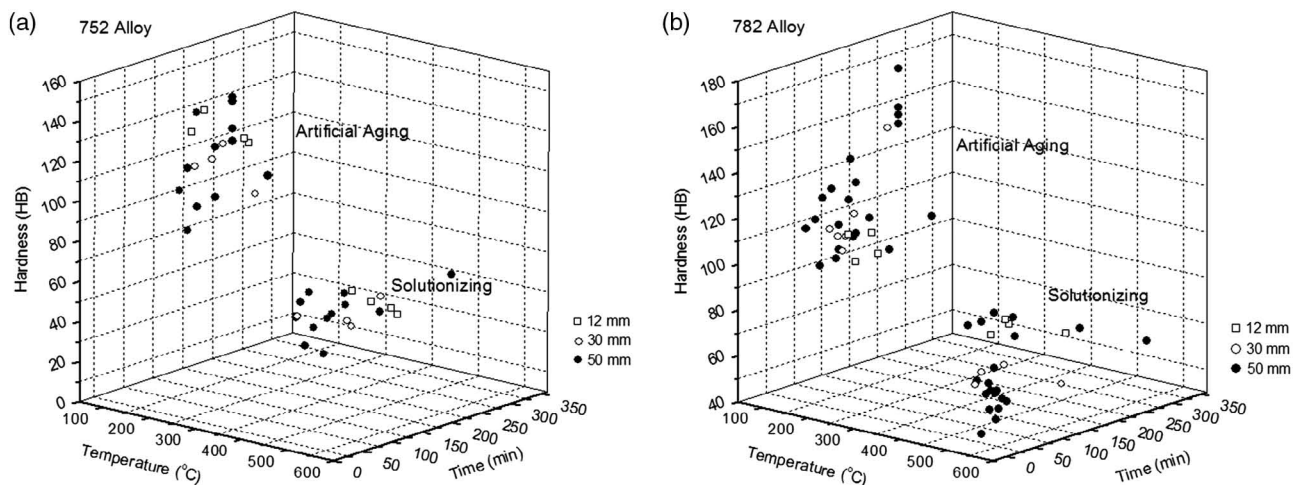 (a)
752 Alloy
160
140
120
100
80
60
40
20
0
Hardness (HB)
Artificial Aging
Solutionizing
100
200
300
400
500
600
Temperature (°C)
0
50
100
150
200
250
300
350
Time (min)
12 mm
30 mm
50 mm
(b)
782 Alloy
180
160
140
120
100
80
60
40
Hardness (HB)
Artificial Aging
Solutionizing
100
200
300
400
500
600
Temperature (°C)
0
50
100
150
200
250
300
350
Time (min)
12 mm
30 mm
50 mm